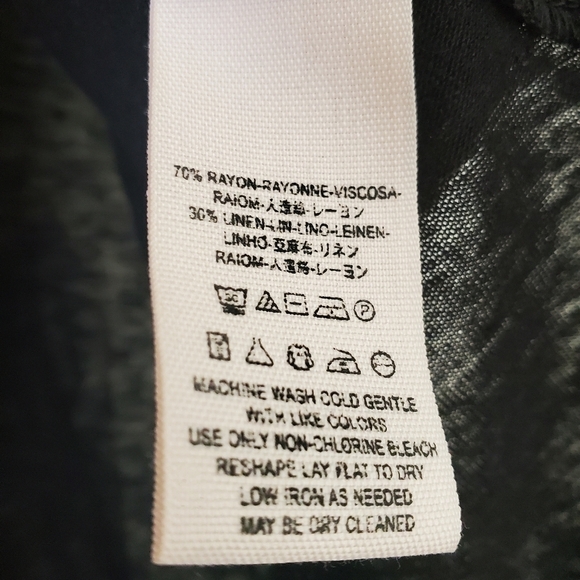 70% RAYON-RAYONNE-VISCOSA-
RAIOM-人造絲-レーヨン
30% LINEN-LIN-LINO-LEINEN-
LINHO-亞麻布-リネン
RAIOM-人造絲-レーヨン
MACHINE WASH COLD GENTLE
WITH LIKE COLORS
USE ONLY NON-CHLORINE BLEACH
RESHAPE LAY FLAT TO DRY
LOW IRON AS NEEDED
MAY BE DRY CLEANED